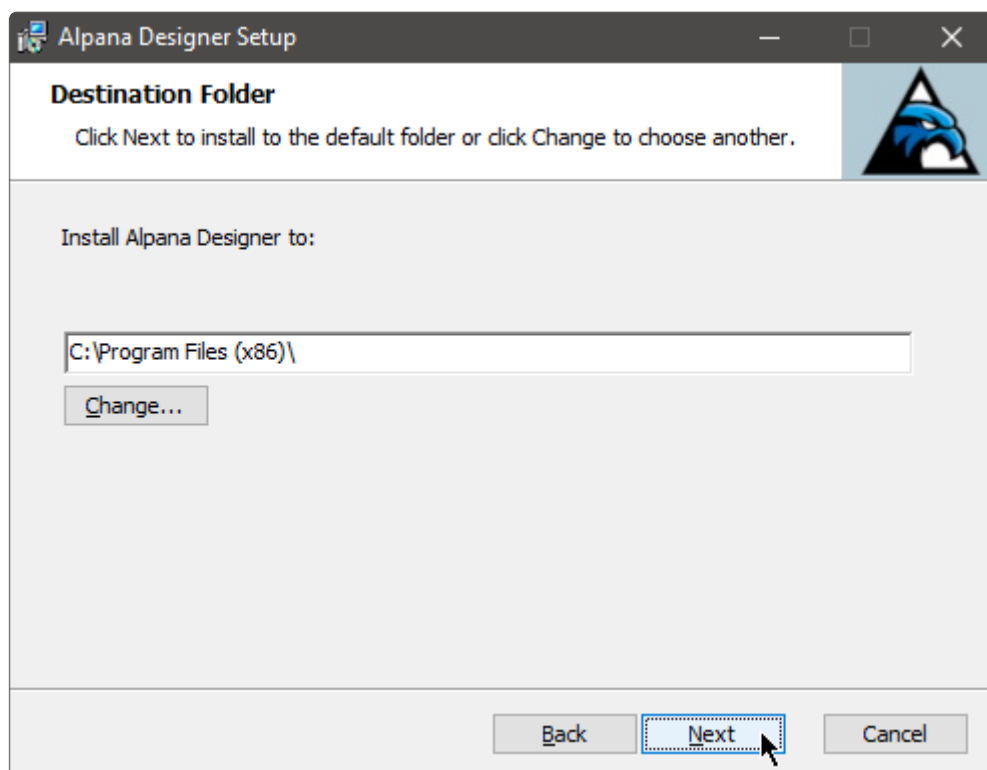 Alpana Designer Setup
Destination Folder
Click Next to install to the default folder or click Change to choose another.
Install Alpana Designer to:
C:\Program Files (x86)\
Change...
Back
Next
Cancel